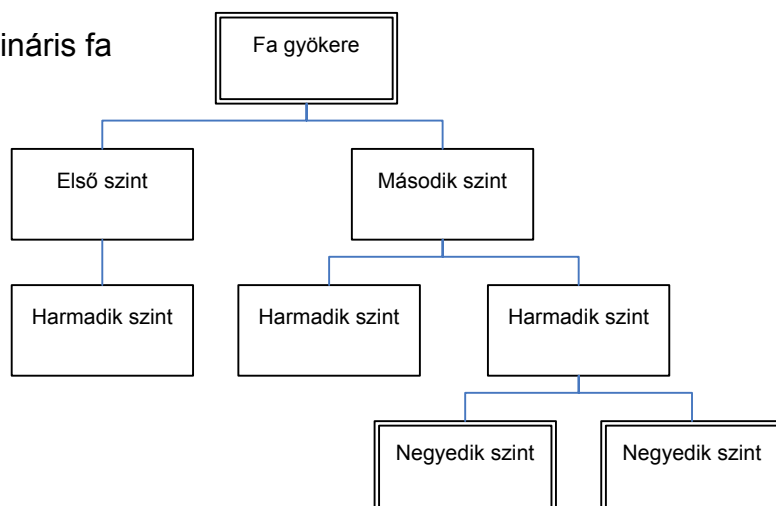 ináris fa
Fa gyökere
Első szint
Második szint
Harmadik szint
Harmadik szint
Harmadik szint
Negyedik szint
Negyedik szint